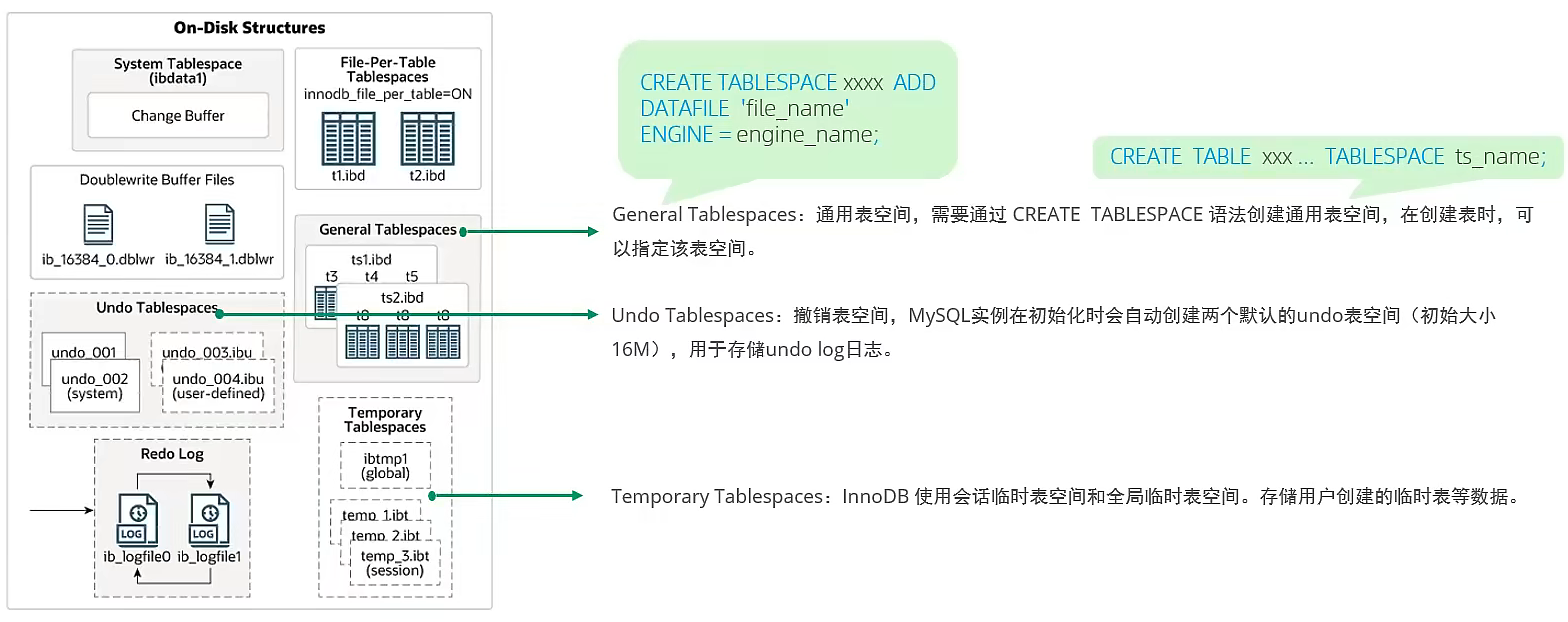 On-Disk Structures
System Tablespace
(ibdata1)
Change Buffer
File-Per-Table
Tablespaces
innodb_file_per_table=ON
t1.ibd
t2.ibd
Doublewrite Buffer Files
ib_16384_0.dblwr
ib_16384_1.dblwr
General Tablespaces
ts1.ibd
t3
t4
t5
ts2.ibd
t8
t8
t8
Undo Tablespaces
undo_001
undo_002
(system)
undo_003.ibu
undo_004.ibu
(user-defined)
Temporary
Tablespaces
ibtmp1
(global)
temp_1.ibt
temp_2.ibt
temp_3.ibt
(session)
Redo Log
LOG
LOG
ib_logfile0
ib_logfile1
CREATE TABLESPACE xxxx ADD
DATAFILE 'file_name'
ENGINE = engine_name;
CREATE TABLE xxx ... TABLESPACE ts_name;
General Tablespaces：通用表空间，需要通过 CREATE TABLESPACE 语法创建通用表空间，在创建表时，可
以指定该表空间。
Undo Tablespaces：撤销表空间，MySQL实例在初始化时会自动创建两个默认的undo表空间（初始大小
16M），用于存储undo log日志。
Temporary Tablespaces：InnoDB 使用会话临时表空间和全局临时表空间。存储用户创建的临时表等数据。